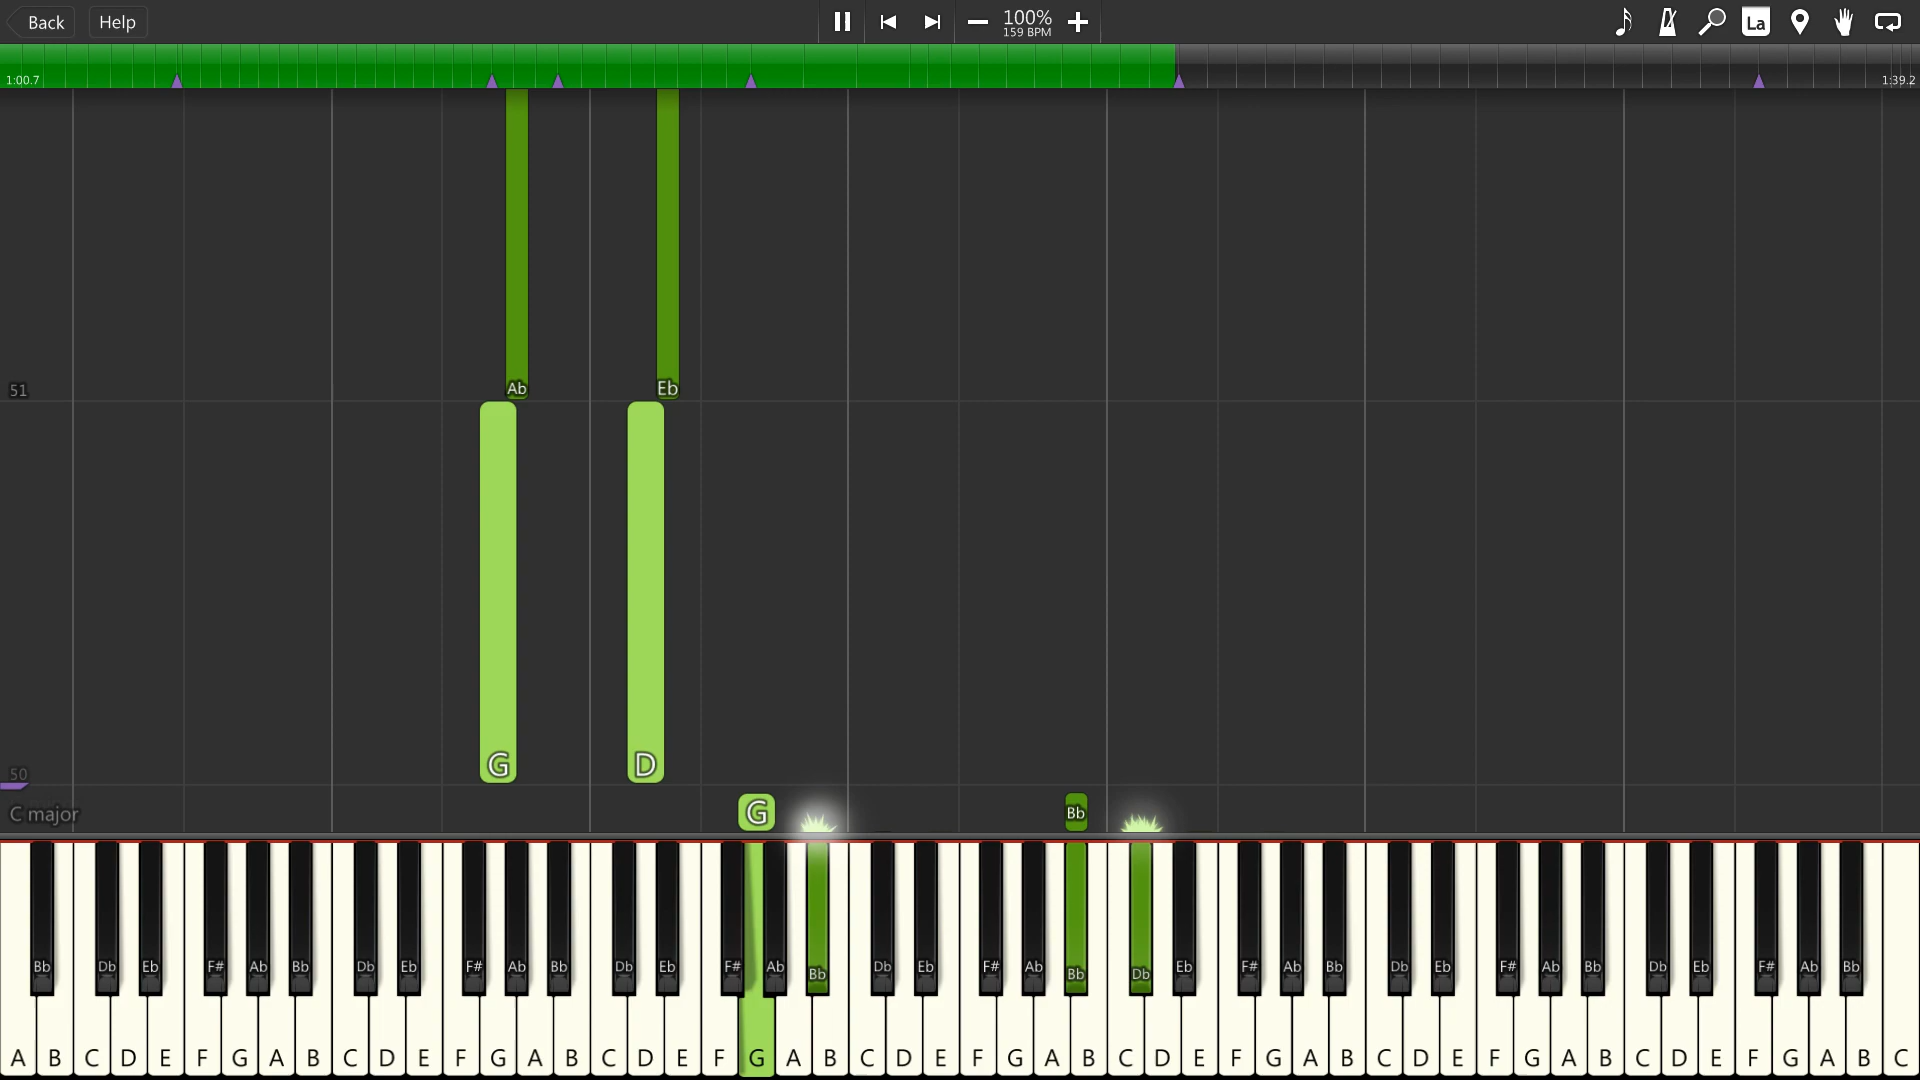 Back Help 100% La
159 BPM
1:00.7 1:39.2
Ab Eb
51
G D
50
C major G Bb
Bb Db Eb F# Ab Bb Db Eb F# Ab Bb Db Eb F# Ab Bb Db Eb F# Ab Bb Db Eb F# Ab Bb Db Eb F# Ab Bb Db Eb F# Ab Bb
A B C D E F G A B C D E F G A B C D E F G A B C D E F G A B C D E F G A B C D E F G A B C D E F G A B C